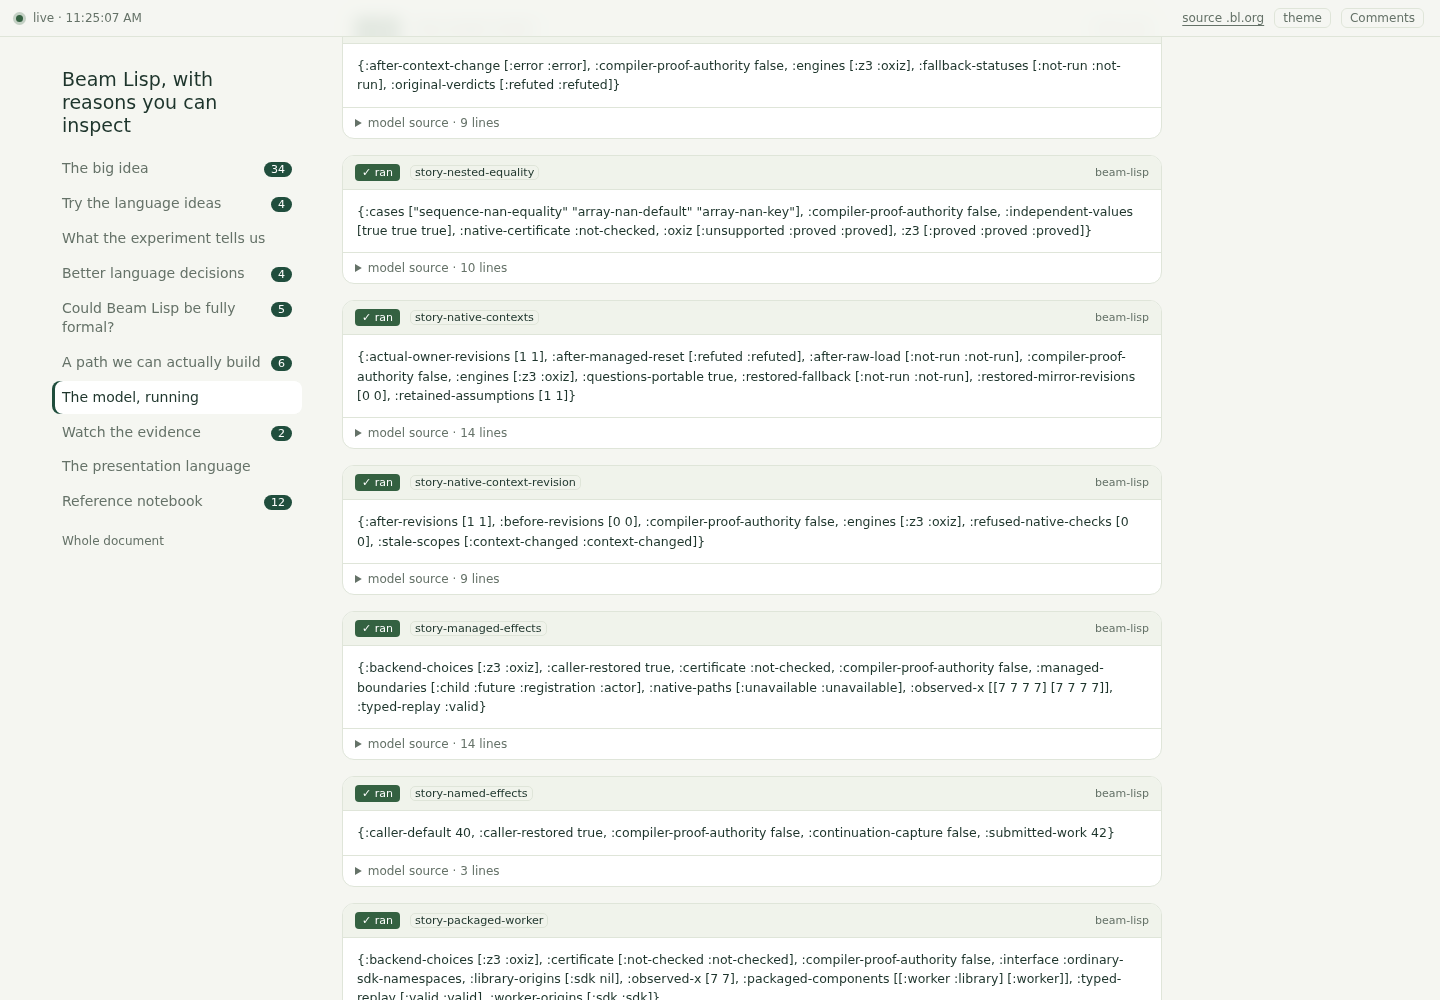 live · 11:25:07 AM
source .bl.org
theme
Comments
Beam Lisp, with
reasons you can
inspect
The big idea 34
Try the language ideas 4
What the experiment tells us
Better language decisions 4
Could Beam Lisp be fully
formal? 5
A path we can actually build 6
The model, running
Watch the evidence 2
The presentation language
Reference notebook 12
Whole document
{:after-context-change [:error :error], :compiler-proof-authority false, :engines [:z3 :oxiz], :fallback-statuses [:not-run :not-
run], :original-verdicts [:refuted :refuted]}
▶ model source · 9 lines
✓ ran story-nested-equality beam-lisp
{:cases ["sequence-nan-equality" "array-nan-default" "array-nan-key"], :compiler-proof-authority false, :independent-values
[true true true], :native-certificate :not-checked, :oxiz [:unsupported :proved :proved], :z3 [:proved :proved :proved]}
▶ model source · 10 lines
✓ ran story-native-contexts beam-lisp
{:actual-owner-revisions [1 1], :after-managed-reset [:refuted :refuted], :after-raw-load [:not-run :not-run], :compiler-proof-
authority false, :engines [:z3 :oxiz], :questions-portable true, :restored-fallback [:not-run :not-run], :restored-mirror-revisions
[0 0], :retained-assumptions [1 1]}
▶ model source · 14 lines
✓ ran story-native-context-revision beam-lisp
{:after-revisions [1 1], :before-revisions [0 0], :compiler-proof-authority false, :engines [:z3 :oxiz], :refused-native-checks [0
0], :stale-scopes [:context-changed :context-changed]}
▶ model source · 9 lines
✓ ran story-managed-effects beam-lisp
{:backend-choices [:z3 :oxiz], :caller-restored true, :certificate :not-checked, :compiler-proof-authority false, :managed-
boundaries [:child :future :registration :actor], :native-paths [:unavailable :unavailable], :observed-x [[7 7 7 7] [7 7 7 7]],
:typed-replay :valid}
▶ model source · 14 lines
✓ ran story-named-effects beam-lisp
{:caller-default 40, :caller-restored true, :compiler-proof-authority false, :continuation-capture false, :submitted-work 42}
▶ model source · 3 lines
✓ ran story-packaged-worker beam-lisp
{:backend-choices [:z3 :oxiz], :certificate [:not-checked :not-checked], :compiler-proof-authority false, :interface :ordinary-
sdk-namespaces, :library-origins [:sdk nil], :observed-x [7 7], :packaged-components [[:worker :library] [:worker]], :typed-
replay [:valid :valid], :worker-origins [:sdk :sdk]}